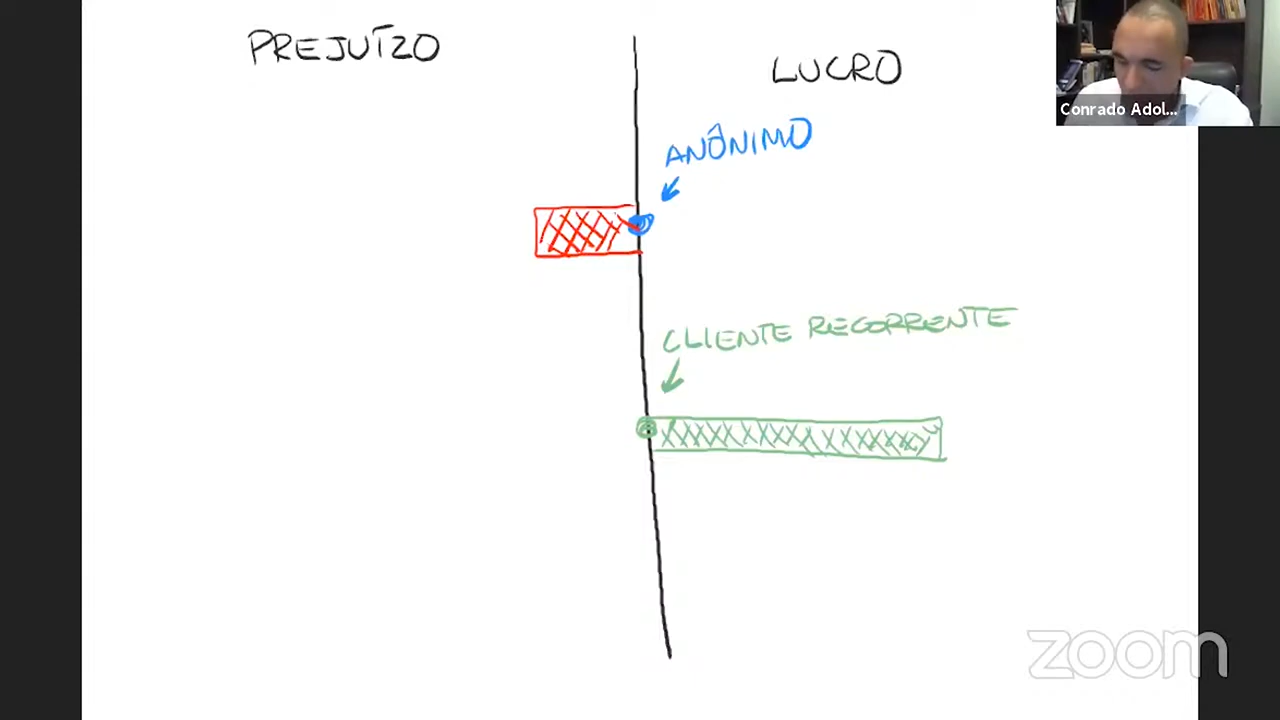 PREJUÍZO
LUCRO
Conrado Adol...
ANÔNIMO
CLIENTE RECORRENTE
zoom